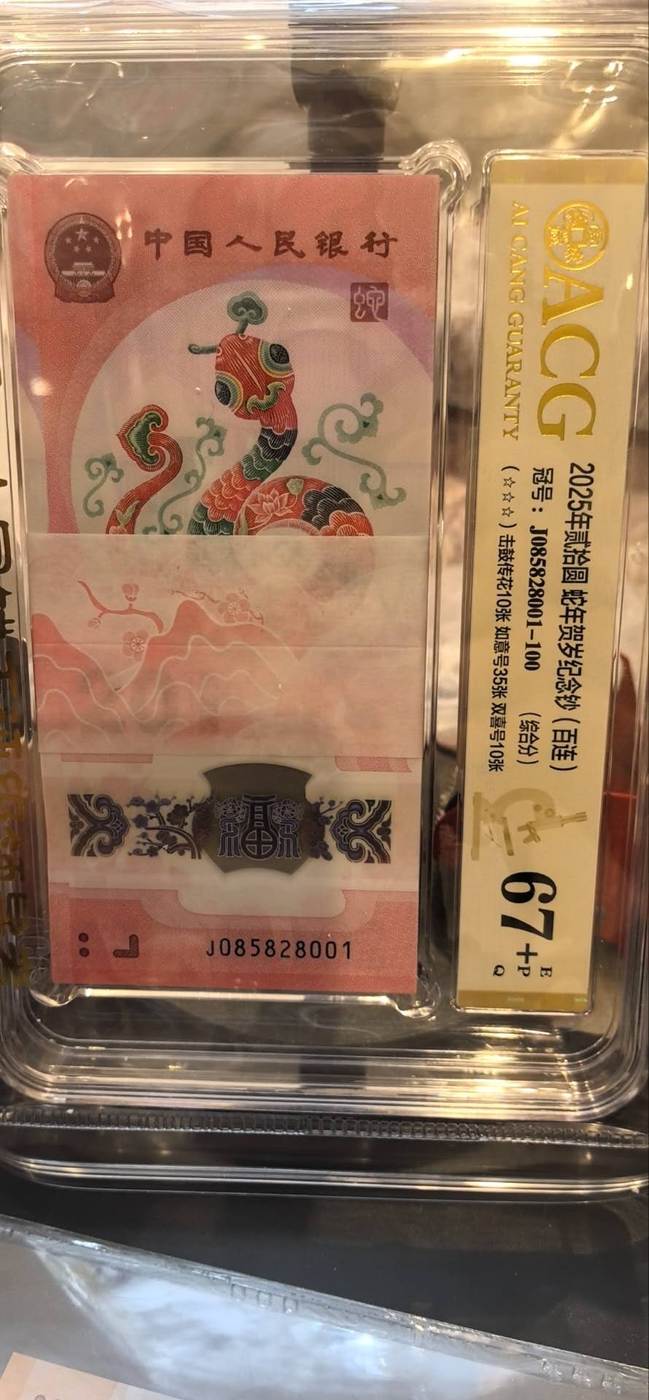 中国人民银行
蛇
J085828001
ACG
AI CANG GUARANTY
2025年贰拾圆 蛇年贺岁纪念钞（百连）
冠号：J085828001-100 （综合分）
（☆☆☆）击鼓传花10张 如意号35张 双喜号10张
67+
E
P
Q